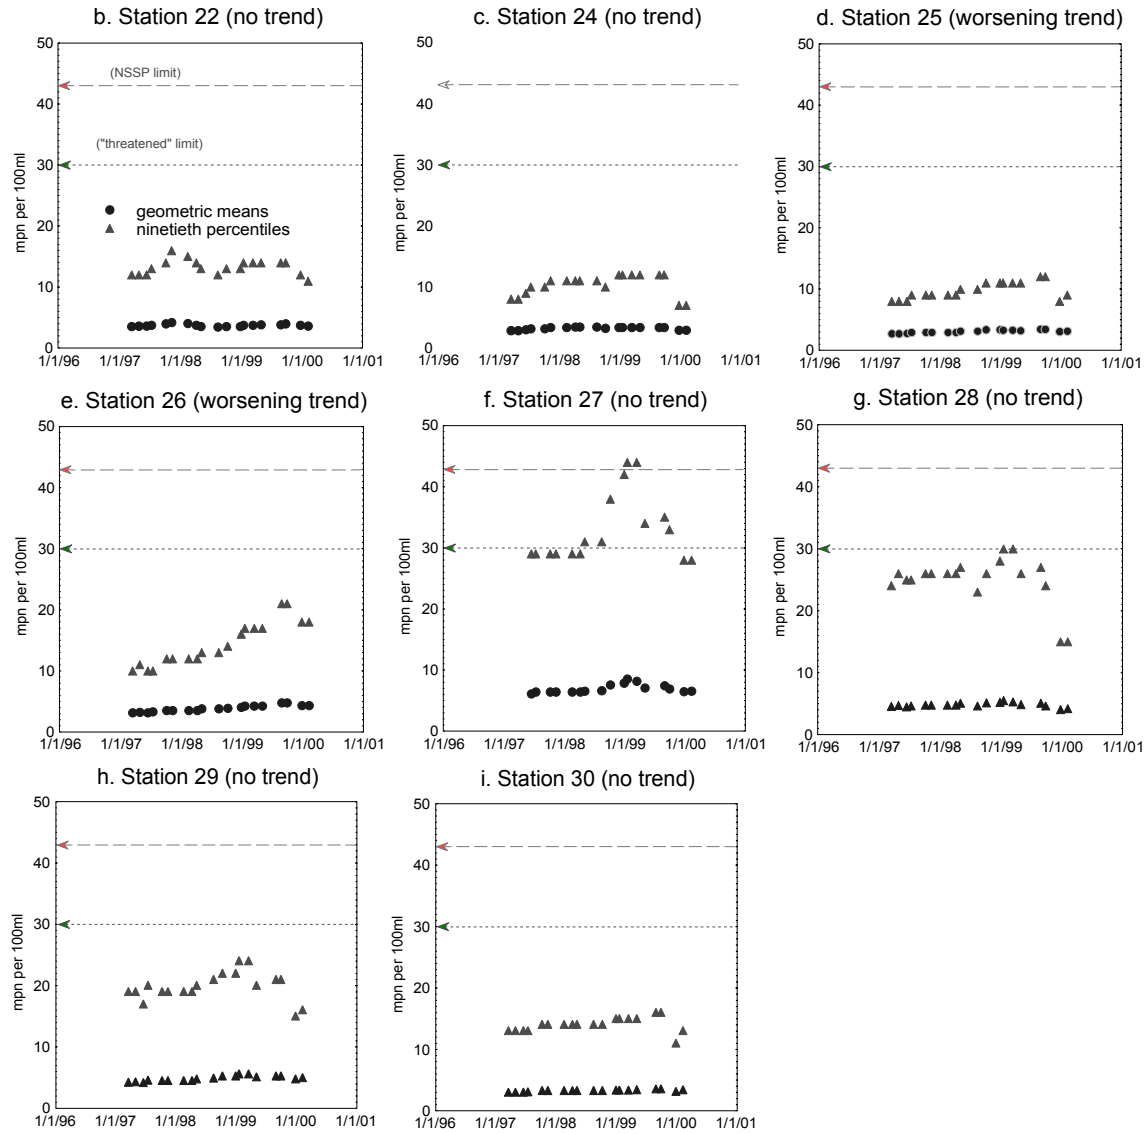 b. Station 22 (no trend)
c. Station 24 (no trend)
d. Station 25 (worsening trend)
mpn per 100ml
50
40
30
20
10
0
(NSSP limit)
("threatened" limit)
geometric means
ninetieth percentiles
1/1/96 1/1/97 1/1/98 1/1/99 1/1/00 1/1/01
mpn per 100ml
50
40
30
20
10
0
1/1/96 1/1/97 1/1/98 1/1/99 1/1/00 1/1/01
mpn per 100ml
50
40
30
20
10
0
1/1/96 1/1/97 1/1/98 1/1/99 1/1/00 1/1/01
e. Station 26 (worsening trend)
f. Station 27 (no trend)
g. Station 28 (no trend)
mpn per 100ml
50
40
30
20
10
0
1/1/96 1/1/97 1/1/98 1/1/99 1/1/00 1/1/01
mpn per 100ml
50
40
30
20
10
0
1/1/96 1/1/97 1/1/98 1/1/99 1/1/00 1/1/01
mpn per 100ml
50
40
30
20
10
0
1/1/96 1/1/97 1/1/98 1/1/99 1/1/00 1/1/01
h. Station 29 (no trend)
i. Station 30 (no trend)
mpn per 100ml
50
40
30
20
10
0
1/1/96 1/1/97 1/1/98 1/1/99 1/1/00 1/1/01
mpn per 100ml
50
40
30
20
10
0
1/1/96 1/1/97 1/1/98 1/1/99 1/1/00 1/1/01